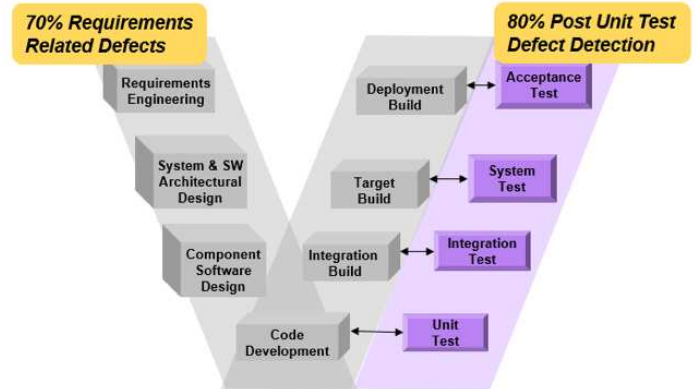 70% Requirements
Related Defects
80% Post Unit Test
Defect Detection
Requirements
Engineering
Deployment
Build
Acceptance
Test
System & SW
Architectural
Design
Target
Build
System
Test
Component
Software
Design
Integration
Build
Integration
Test
Code
Development
Unit
Test